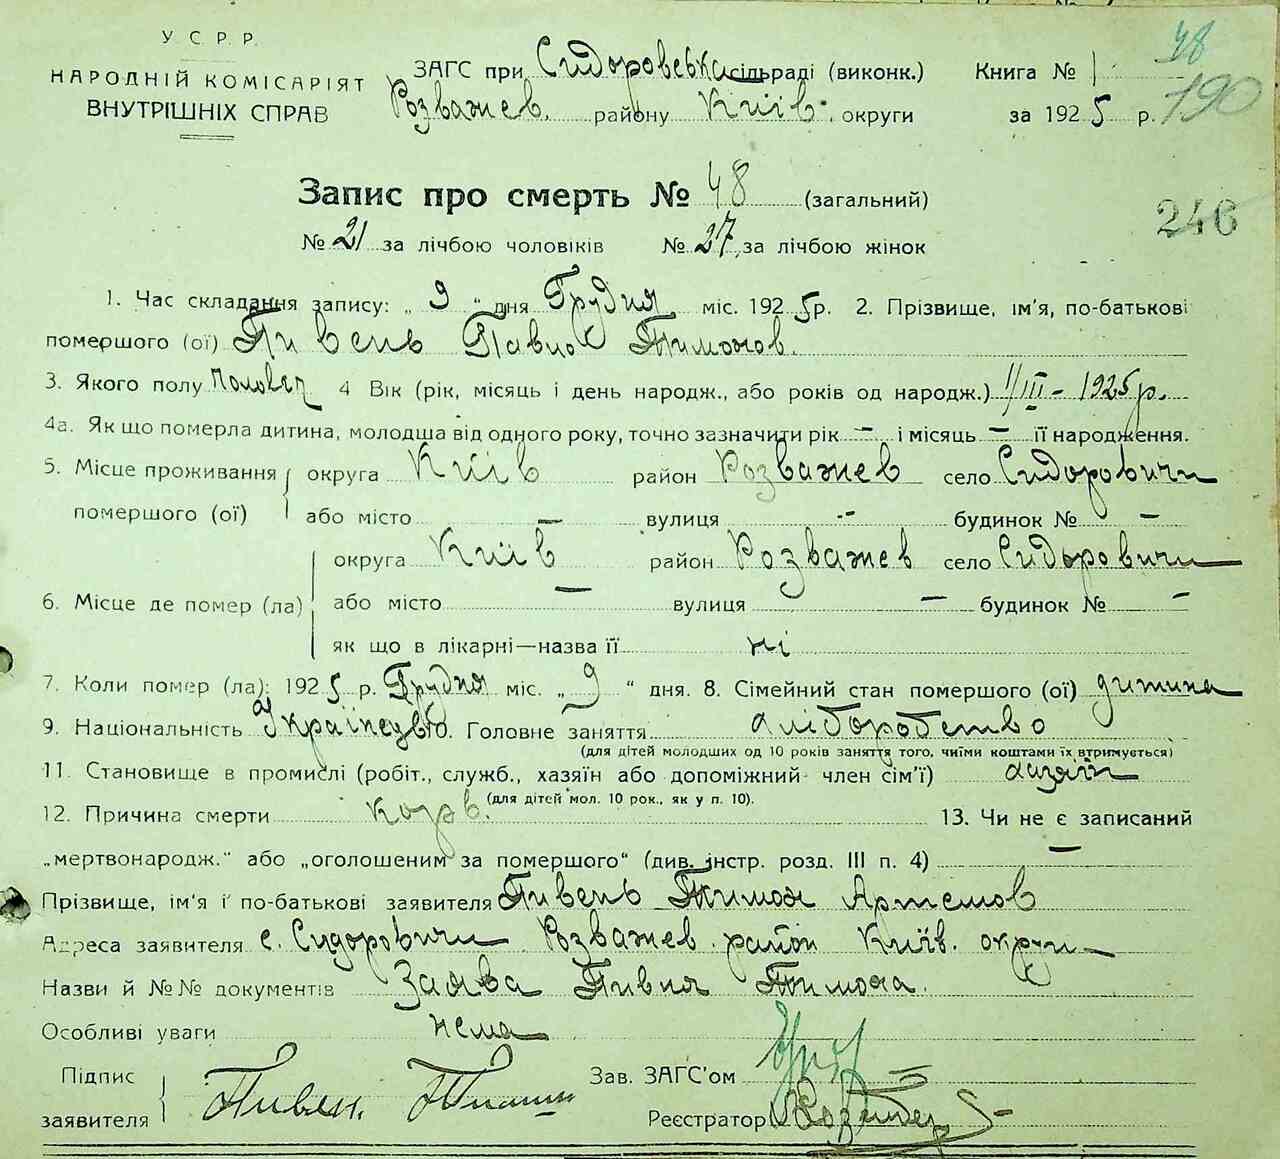 У С Р Р.
НАРОДНІЙ КОМІСАРІЯТ
ВНУТРІШНІХ СПРАВ
ЗАГС при Сидоровська сільраді (виконк.)
Розважев. району Київ. округи
Книга № 1
за 1925 р.
48
190
246
Запис про смерть № 48 (загальний)
№ 21 за лічбою чоловіків № 27 за лічбою жінок
1. Час складання запису: „ 9 " дня Грудня міс. 1925р. 2. Прізвище, ім'я, по-батькові
помершого (ої) Пивень Павло Тимохов.
3. Якого полу Половік 4 Вік (рік, місяць і день народж., або років од народж.) 1/III – 1925р.
4а. Як що померла дитина, молодша від одного року, точно зазначити рік – і місяць – її народження.
5. Місце проживання помершого (ої) округа Київ район Розважев село Сидоровичи
або місто – вулиця – будинок № –
6. Місце де помер (ла) округа Київ район Розважев село Сидоровичи
або місто – вулиця – будинок № –
як що в лікарні—назва її ні
7. Коли помер (ла): 1925 р. Грудня міс. „ 9 " дня. 8. Сімейний стан помершого (ої) дитина
9. Національність Українець 10. Головне заняття хліборобство
(для дітей молодших од 10 років заняття того, чиїми коштами їх втримується)
11. Становище в промислі (робіт., служб., хазяїн або допоміжний член сім'ї) хазяїн
(для дітей мол. 10 рок., як у п. 10).
12. Причина смерти кор 13. Чи не є записаний
„мертвонародж." або „оголошеним за помершого" (див. інстр. розд. III п. 4) –
Прізвище, ім'я і по-батькові заявителя Пивень Тимох Артемов
Адреса заявителя с. Сидоровичи Розважев. район Київ. округи
Назви й №№ документів Заява Пивня Тимоха.
Особливі уваги нема
Підпис
заявителя Пивень
Зав. ЗАГС'ом
Реєстратор